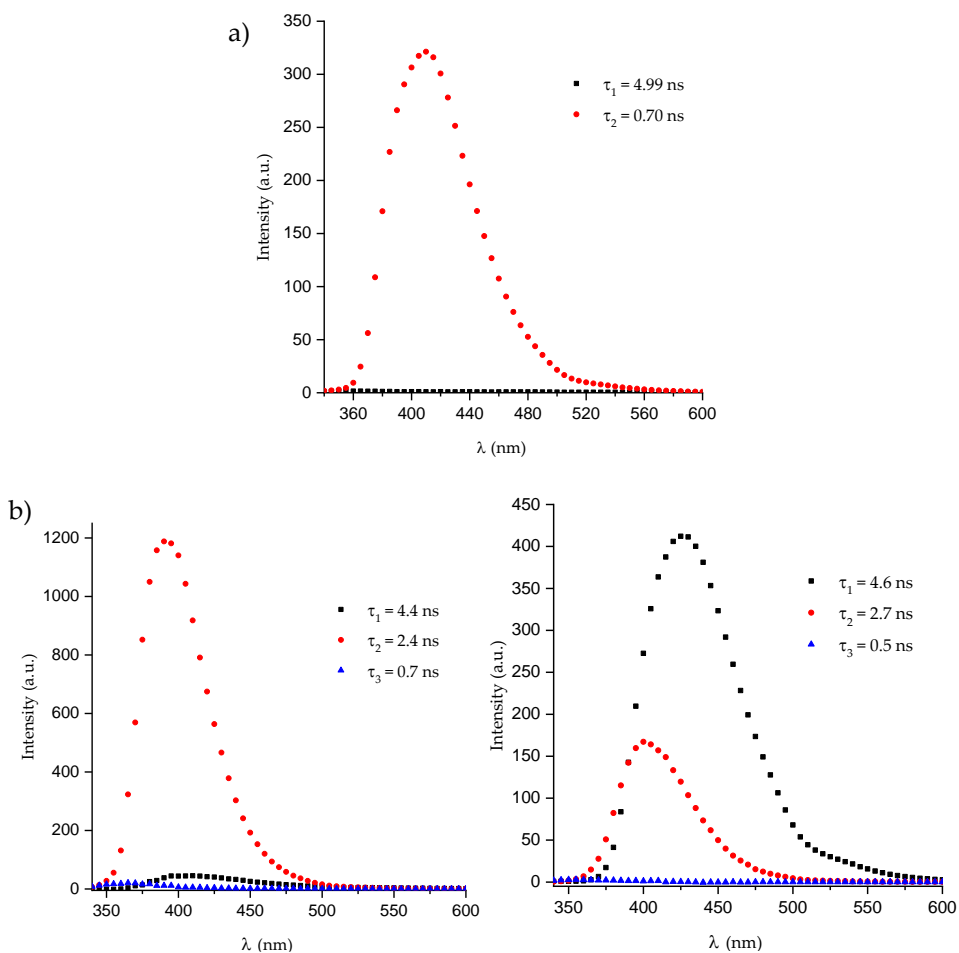 a)
350
300
250
200
150
100
50
0
Intensity (a.u.)
360 400 440 480 520 560 600
λ (nm)
τ1 = 4.99 ns
τ2 = 0.70 ns
b)
1200
1000
800
600
400
200
0
Intensity (a.u.)
350 400 450 500 550 600
λ (nm)
τ1 = 4.4 ns
τ2 = 2.4 ns
τ3 = 0.7 ns
450
400
350
300
250
200
150
100
50
0
Intensity (a.u.)
350 400 450 500 550 600
λ (nm)
τ1 = 4.6 ns
τ2 = 2.7 ns
τ3 = 0.5 ns